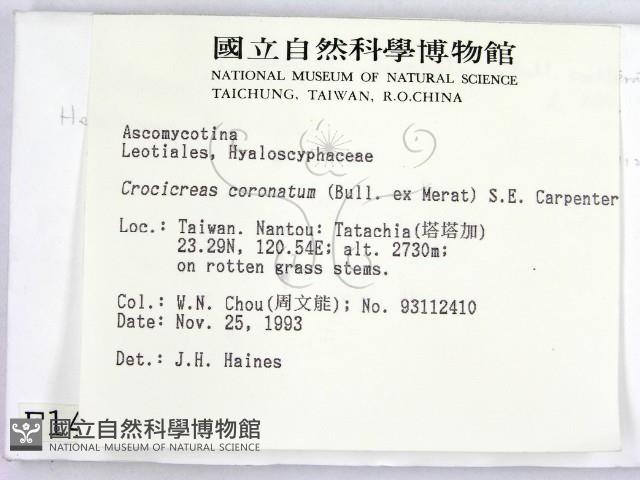 國立自然科學博物館
NATIONAL MUSEUM OF NATURAL SCIENCE
TAICHUNG, TAIWAN, R.O.CHINA
Ascomycotina
Leotiales, Hyaloscyphaceae
Crocicreas coronatum (Bull. ex Merat) S.E. Carpenter
Loc.: Taiwan. Nantou: Tatachia(塔塔加)
23.29N, 120.54E; alt. 2730m;
on rotten grass stems.
Col.: W.N. Chou(周文能); No. 93112410
Date: Nov. 25, 1993
Det.: J.H. Haines
國立自然科學博物館
NATIONAL MUSEUM OF NATURAL SCIENCE